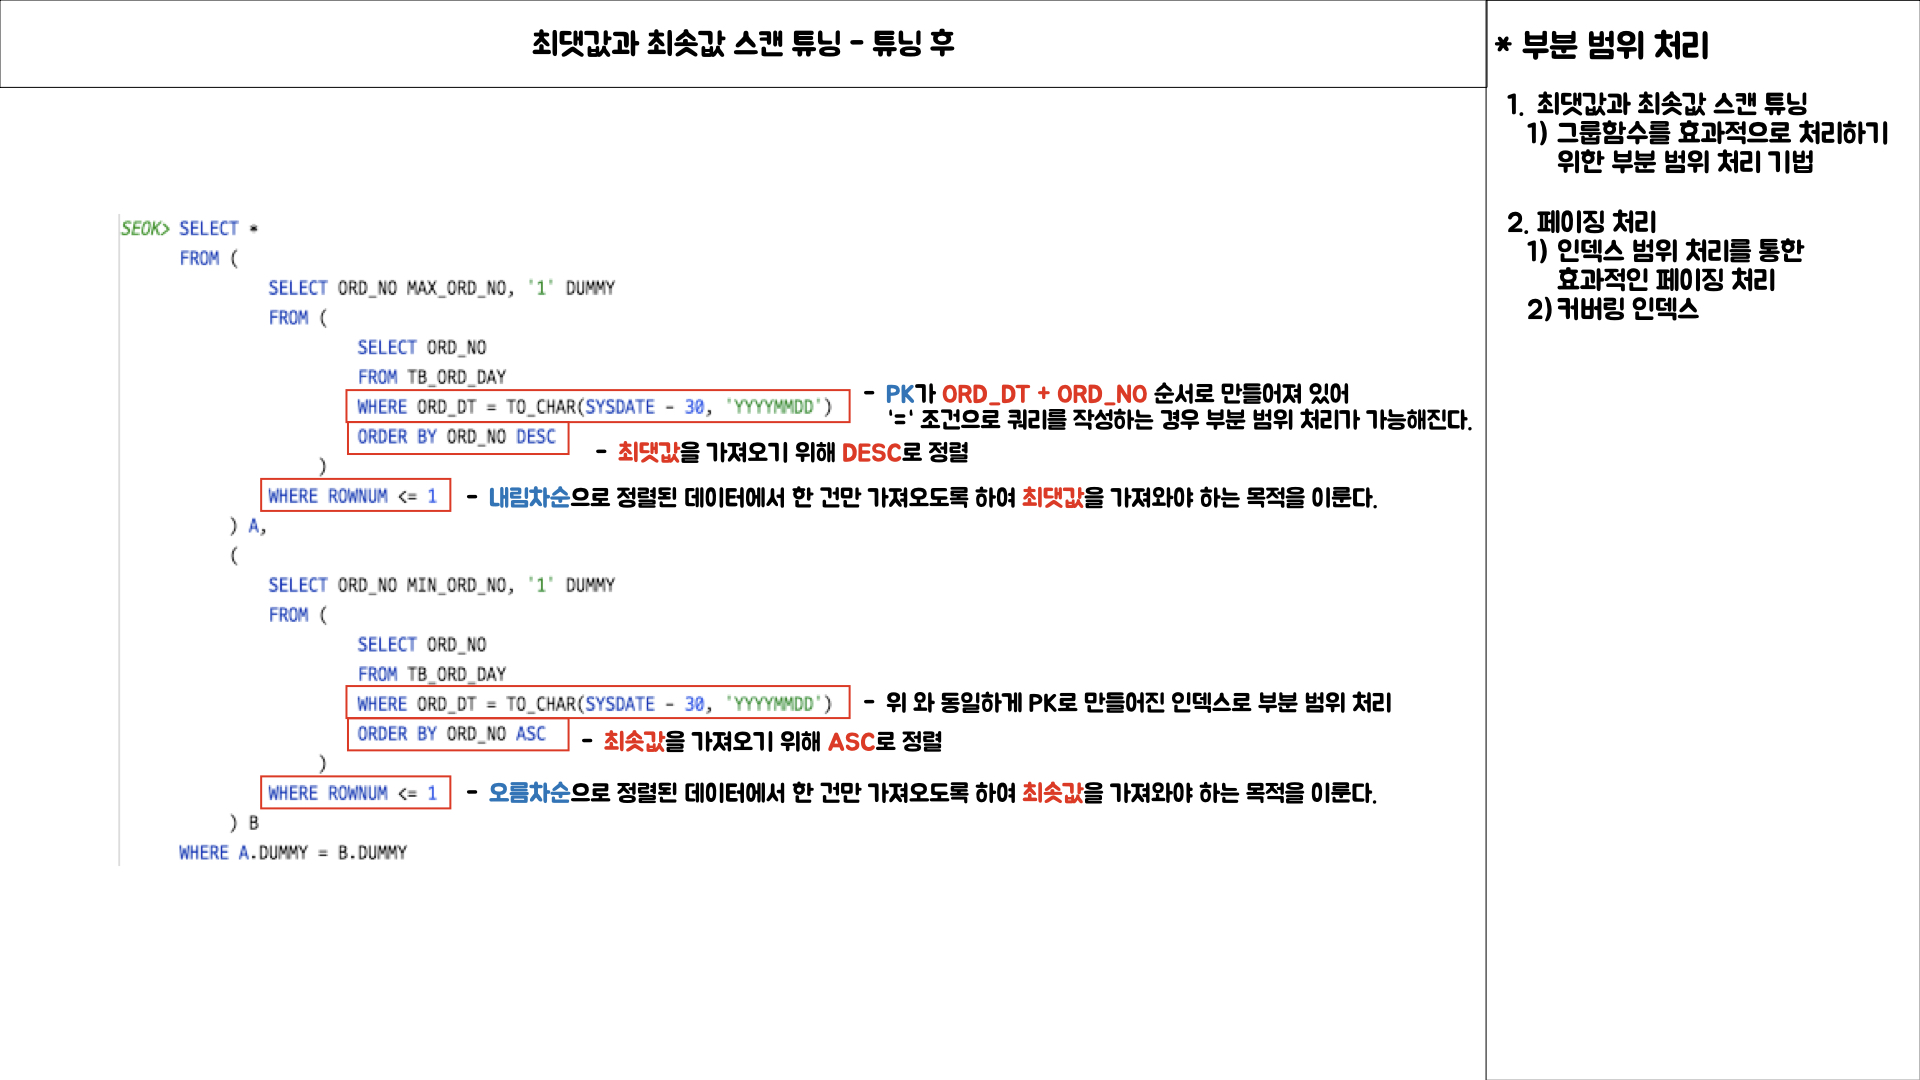 최댓값과 최솟값 스캔 튜닝 - 튜닝 후
SEOK> SELECT *
FROM (
SELECT ORD_NO MAX_ORD_NO, '1' DUMMY
FROM (
SELECT ORD_NO
FROM TB_ORD_DAY
WHERE ORD_DT = TO_CHAR(SYSDATE - 30, 'YYYYMMDD')
- PK가 ORD_DT + ORD_NO 순서로 만들어져 있어
'=' 조건으로 쿼리를 작성하는 경우 부분 범위 처리가 가능해진다.
ORDER BY ORD_NO DESC
- 최댓값을 가져오기 위해 DESC로 정렬
)
WHERE ROWNUM <= 1 - 내림차순으로 정렬된 데이터에서 한 건만 가져오도록 하여 최댓값을 가져와야 하는 목적을 이룬다.
) A,
(
SELECT ORD_NO MIN_ORD_NO, '1' DUMMY
FROM (
SELECT ORD_NO
FROM TB_ORD_DAY
WHERE ORD_DT = TO_CHAR(SYSDATE - 30, 'YYYYMMDD') - 위 와 동일하게 PK로 만들어진 인덱스로 부분 범위 처리
ORDER BY ORD_NO ASC - 최솟값을 가져오기 위해 ASC로 정렬
)
WHERE ROWNUM <= 1 - 오름차순으로 정렬된 데이터에서 한 건만 가져오도록 하여 최솟값을 가져와야 하는 목적을 이룬다.
) B
WHERE A.DUMMY = B.DUMMY
* 부분 범위 처리
1. 최댓값과 최솟값 스캔 튜닝
1) 그룹함수를 효과적으로 처리하기
위한 부분 범위 처리 기법
2. 페이징 처리
1) 인덱스 범위 처리를 통한
효과적인 페이징 처리
2) 커버링 인덱스